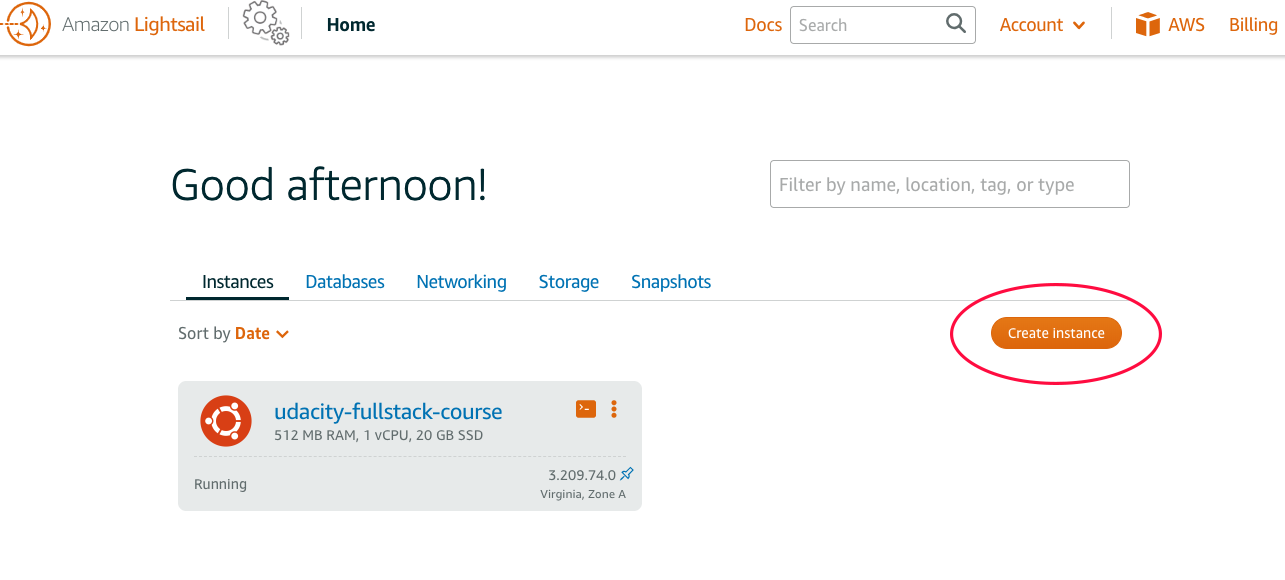 Amazon Lightsail
Home
Docs
Search
Account
AWS
Billing
Good afternoon!
Filter by name, location, tag, or type
Instances
Databases
Networking
Storage
Snapshots
Sort by Date
Create instance
udacity-fullstack-course
512 MB RAM, 1 vCPU, 20 GB SSD
Running
3.209.74.0
Virginia, Zone A